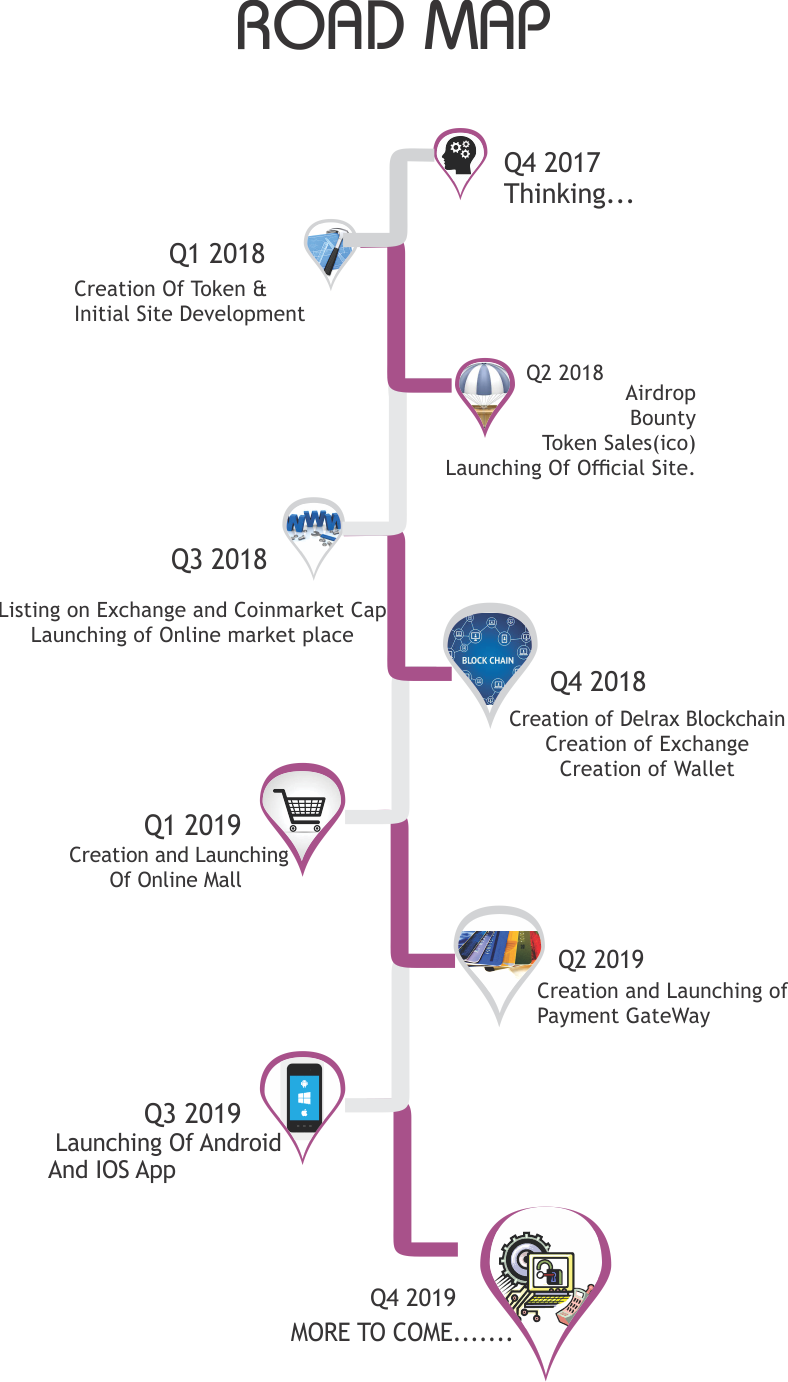 ROAD MAP
Q4 2017
Thinking...
Q1 2018
Creation Of Token &
Initial Site Development
Q2 2018
Airdrop
Bounty
Token Sales(ico)
Launching Of Official Site.
Q3 2018
Listing on Exchange and Coinmarket Cap
Launching of Online market place
BLOCK CHAIN
Q4 2018
Creation of Delrax Blockchain
Creation of Exchange
Creation of Wallet
Q1 2019
Creation and Launching
Of Online Mall
Q2 2019
Creation and Launching of
Payment GateWay
Q3 2019
Launching Of Android
And IOS App
Q4 2019
MORE TO COME.......